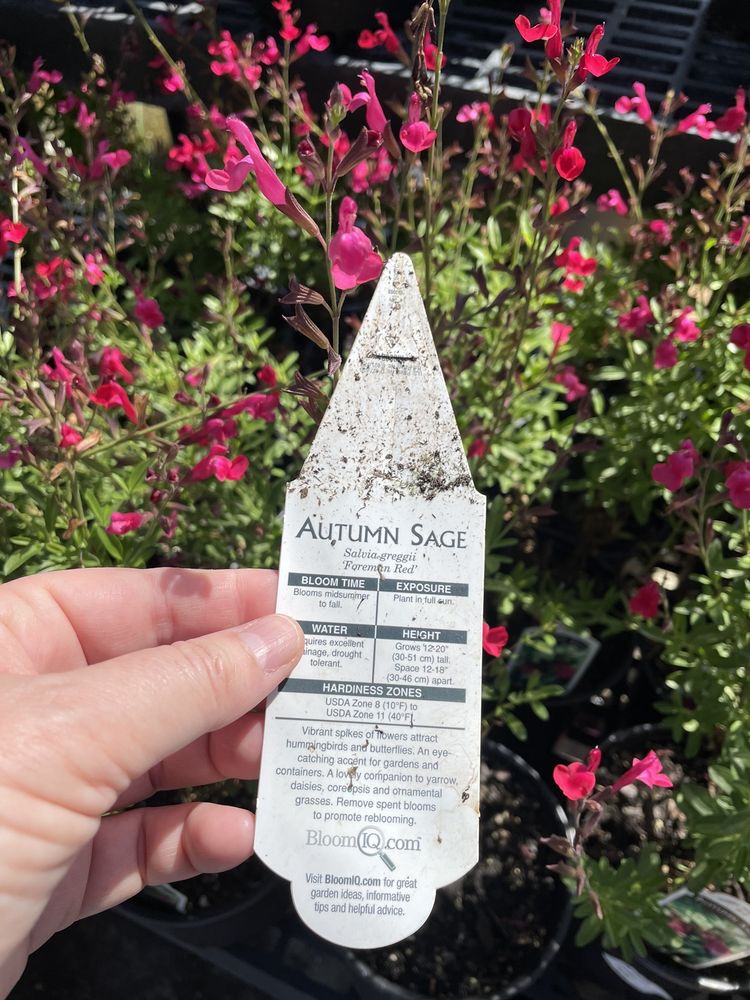 AUTUMN SAGE
Salvia greggii
'Foreman Red'
BLOOM TIME
Blooms midsummer
to fall.
EXPOSURE
Plant in full sun.
WATER
quires excellent
inage, drought
tolerant.
HEIGHT
Grows 12-20"
(30-51 cm) tall.
Space 12-18"
(30-46 cm) apart.
HARDINESS ZONES
USDA Zone 8 (10°F) to
USDA Zone 11 (40°F)
Vibrant spikes of flowers attract
hummingbirds and butterflies. An eye-
catching accent for gardens and
containers. A lovely companion to yarrow,
daisies, coreopsis and ornamental
grasses. Remove spent blooms
to promote reblooming.
BloomIQ.com
Visit BloomIQ.com for great
garden ideas, informative
tips and helpful advice.